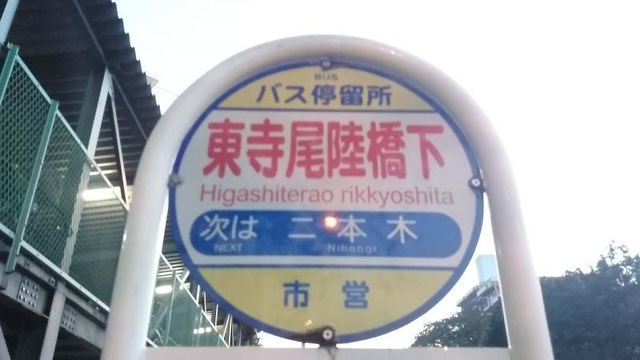 BUS
バス停留所
東寺尾陸橋下
Higashiterao rikkyoshita
次は 二本木
NEXT Nihongi
市営